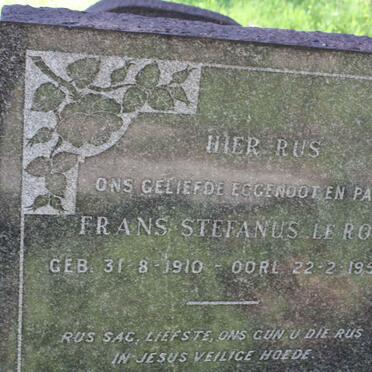 HIER RUS
ONS GELIEFDE EGGENOOT EN PA
FRANS STEFANUS LE RO
GEB. 31-8-1910 - OORL. 22-2-195
RUS SAG, LIEFSTE, ONS GUN U DIE RUS
IN JESUS VEILIGE HOEDE.